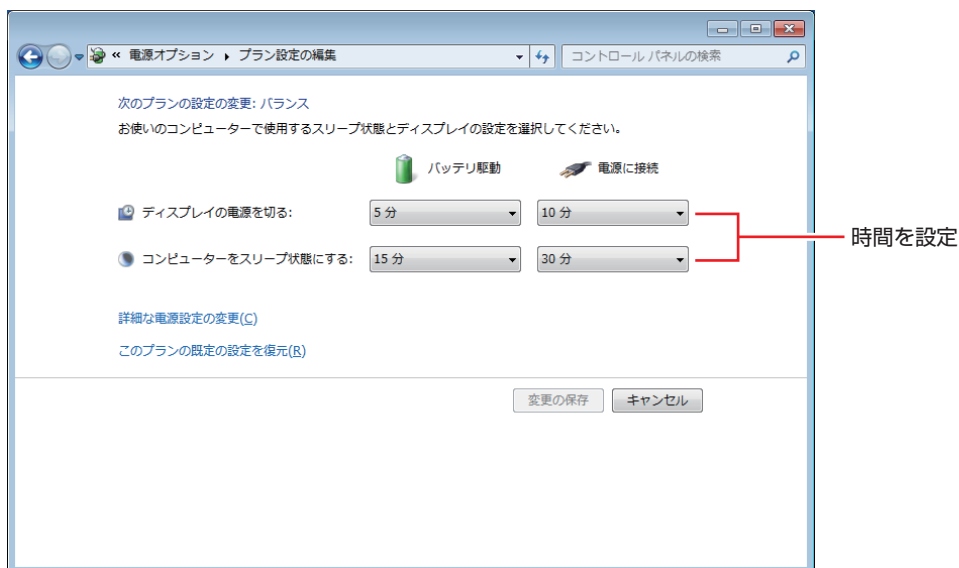 « 電源オプション ▸ プラン設定の編集
コントロール パネルの検索
次のプランの設定の変更: バランス
お使いのコンピューターで使用するスリープ状態とディスプレイの設定を選択してください。
バッテリ駆動 電源に接続
ディスプレイの電源を切る: 5 分 10 分
時間を設定
コンピューターをスリープ状態にする: 15 分 30 分
詳細な電源設定の変更(C)
このプランの既定の設定を復元(R)
変更の保存 キャンセル